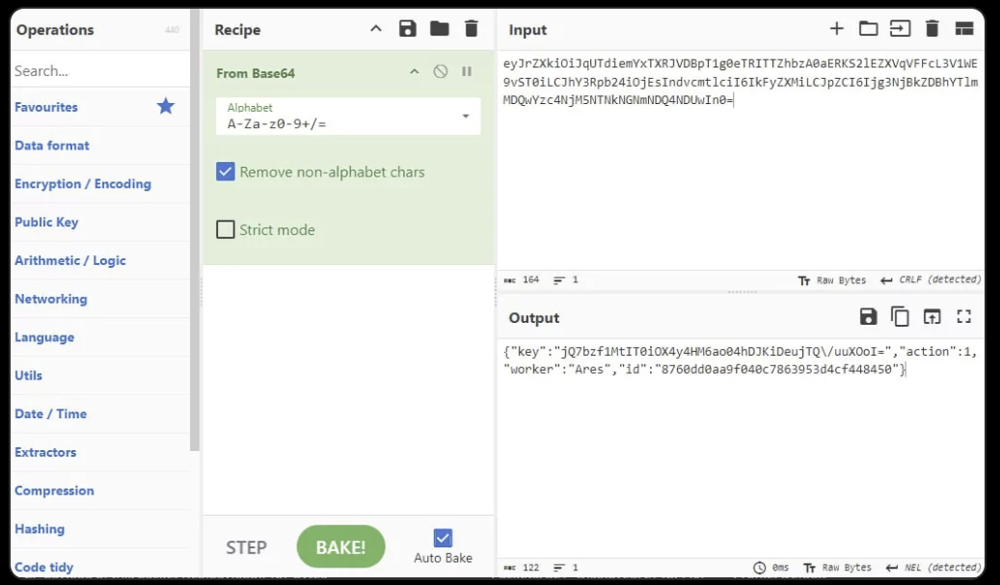 Operations
440
Search...
Favourites
Data format
Encryption / Encoding
Public Key
Arithmetic / Logic
Networking
Language
Utils
Date / Time
Extractors
Compression
Hashing
Code tidy
Recipe
From Base64
Alphabet
A-Za-z0-9+/=
Remove non-alphabet chars
Strict mode
STEP
BAKE!
Auto Bake
Input
eyJrZXkiOiJqUTdiemYxTXRJVDBpT1g0eTRITTZhbzA0aERKS2lEZXVqVFFcL3V1WE
9vST0iLCJhY3Rpb24iOjEsIndvcmtlciI6IkFyZXMiLCJpZCI6Ijg3NjBkZDBhYTlm
MDQwYzc4NjM5NTNkNGNmNDQ4NDUwIn0=
164
1
Raw Bytes
CRLF (detected)
Output
{"key":"jQ7bzf1MtIT0iOX4y4HM6ao04hDJKiDeujTQ\/uuXOoI=","action":1,
"worker":"Ares","id":"8760dd0aa9f040c7863953d4cf448450"}
122
1
0ms
Raw Bytes
NEL (detected)